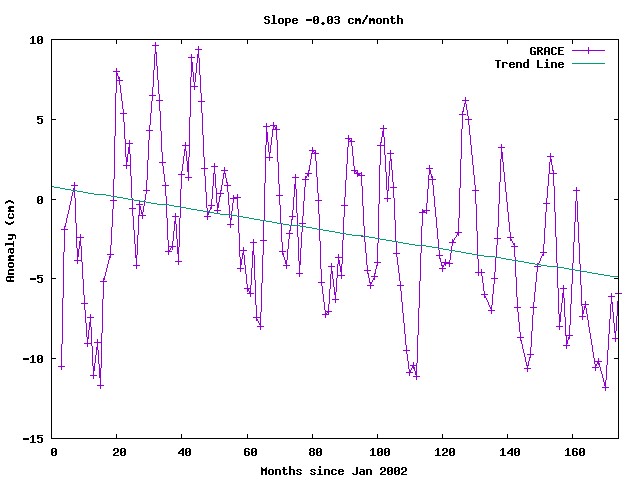 Slope -0.03 cm/month
GRACE
Trend Line
10
5
0
-5
-10
-15
Anomaly (cm)
0 20 40 60 80 100 120 140 160
Months since Jan 2002